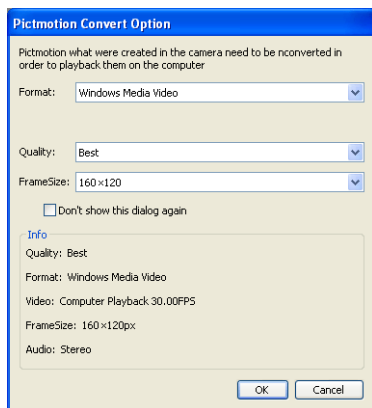 Pictmotion Convert Option
Pictmotion what were created in the camera need to be nconverted in
order to playback them on the computer
Format: Windows Media Video
Quality: Best
FrameSize: 160×120
Don't show this dialog again
Info
Quality: Best
Format: Windows Media Video
Video: Computer Playback 30.00FPS
FrameSize: 160×120px
Audio: Stereo
OK Cancel